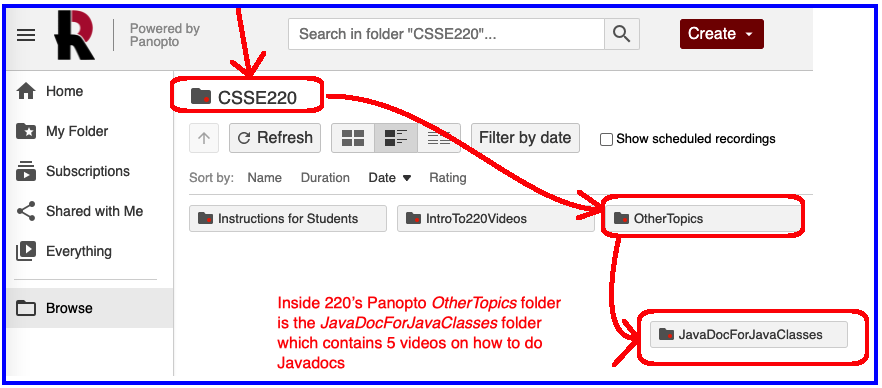 Powered by
Panopto
Search in folder "CSSE220"...
Create
Home
My Folder
Subscriptions
Shared with Me
Everything
Browse
CSSE220
Refresh
Filter by date
Show scheduled recordings
Sort by: Name Duration Date Rating
Instructions for Students IntroTo220Videos OtherTopics
Inside 220's Panopto OtherTopics folder
is the JavaDocForJavaClasses folder
which contains 5 videos on how to do
Javadocs
JavaDocForJavaClasses